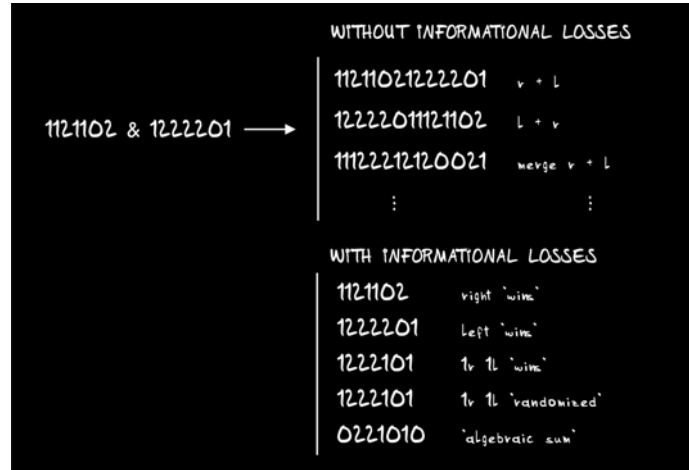 WITHOUT INFORMATIONAL LOSSES
11211021222201 r + l
1121102 & 1222201 → 12222011121102 l + r
11122212120021 merge r + l
⋮ ⋮
WITH INFORMATIONAL LOSSES
1121102 right 'wins'
1222201 left 'wins'
1222101 1r 1l 'wins'
1222101 1r 1l 'randomized'
0221010 'algebraic sum'